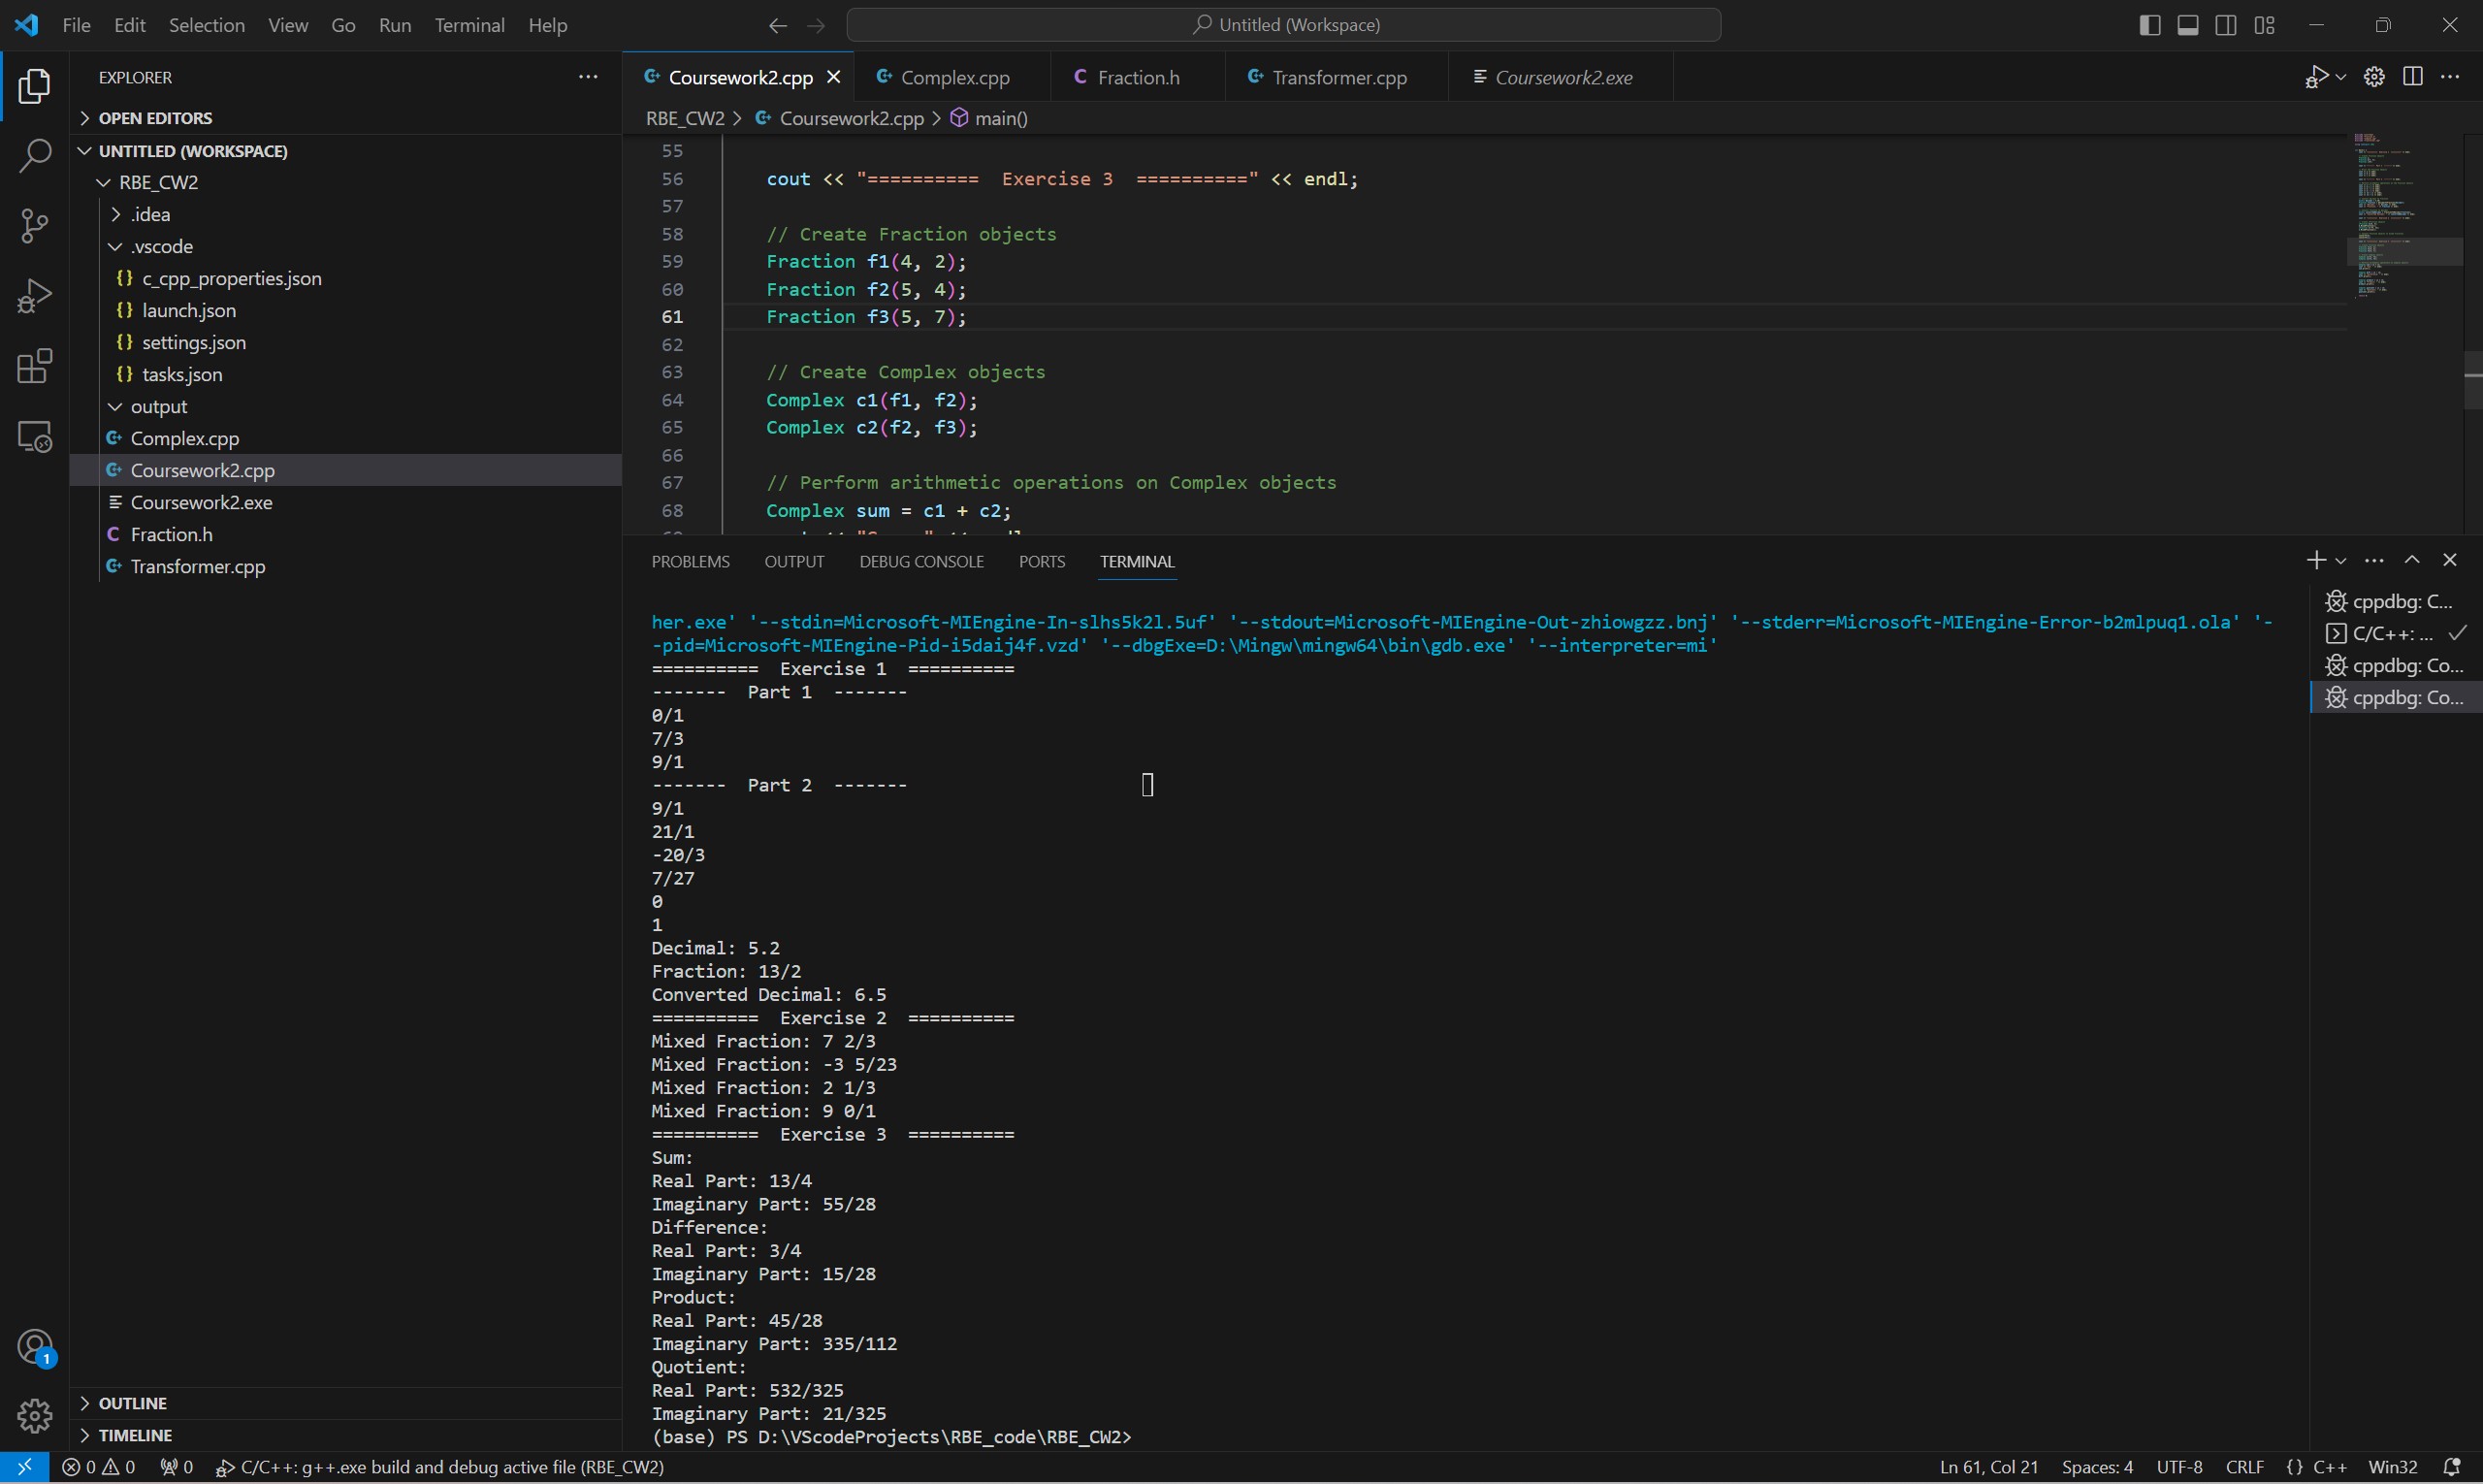 File Edit Selection View Go Run Terminal Help
Untitled (Workspace)
EXPLORER
OPEN EDITORS
UNTITLED (WORKSPACE)
RBE_CW2
.idea
.vscode
{} c_cpp_properties.json
{} launch.json
{} settings.json
{} tasks.json
output
Complex.cpp
Coursework2.cpp
Coursework2.exe
C Fraction.h
Transformer.cpp
OUTLINE
TIMELINE
Coursework2.cpp Complex.cpp C Fraction.h Transformer.cpp Coursework2.exe
RBE_CW2 > Coursework2.cpp > main()
55
56 cout << "==========  Exercise 3  ==========" << endl;
57
58 // Create Fraction objects
59 Fraction f1(4, 2);
60 Fraction f2(5, 4);
61 Fraction f3(5, 7);
62
63 // Create Complex objects
64 Complex c1(f1, f2);
65 Complex c2(f2, f3);
66
67 // Perform arithmetic operations on Complex objects
68 Complex sum = c1 + c2;
PROBLEMS OUTPUT DEBUG CONSOLE PORTS TERMINAL
her.exe' '--stdin=Microsoft-MIEngine-In-slhs5k2l.5uf' '--stdout=Microsoft-MIEngine-Out-zhiowgzz.bnj' '--stderr=Microsoft-MIEngine-Error-b2mlpuq1.ola' '-
-pid=Microsoft-MIEngine-Pid-i5daij4f.vzd' '--dbgExe=D:\Mingw\mingw64\bin\gdb.exe' '--interpreter=mi'
==========  Exercise 1  ==========
-------  Part 1  -------
0/1
7/3
9/1
-------  Part 2  -------
9/1
21/1
-20/3
7/27
0
1
Decimal: 5.2
Fraction: 13/2
Converted Decimal: 6.5
==========  Exercise 2  ==========
Mixed Fraction: 7 2/3
Mixed Fraction: -3 5/23
Mixed Fraction: 2 1/3
Mixed Fraction: 9 0/1
==========  Exercise 3  ==========
Sum:
Real Part: 13/4
Imaginary Part: 55/28
Difference:
Real Part: 3/4
Imaginary Part: 15/28
Product:
Real Part: 45/28
Imaginary Part: 335/112
Quotient:
Real Part: 532/325
Imaginary Part: 21/325
(base) PS D:\VScodeProjects\RBE_code\RBE_CW2>
cppdbg: C...
C/C++: ...
cppdbg: Co...
cppdbg: Co...
1
0 0 0 C/C++: g++.exe build and debug active file (RBE_CW2) Ln 61, Col 21 Spaces: 4 UTF-8 CRLF {} C++ Win32